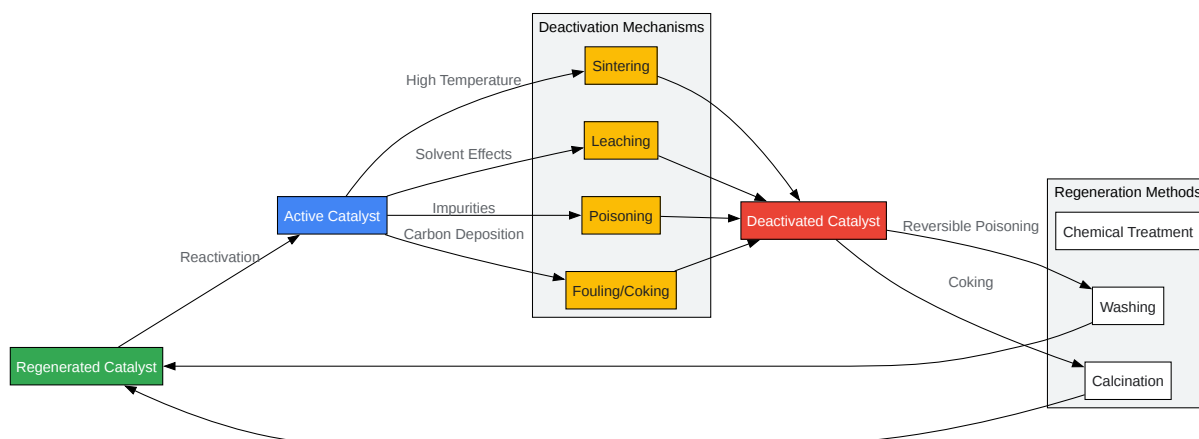 Deactivation Mechanisms
Sintering
High Temperature
Leaching
Solvent Effects
Active Catalyst
Impurities
Poisoning
Carbon Deposition
Fouling/Coking
Deactivated Catalyst
Regeneration Methods
Chemical Treatment
Reversible Poisoning
Reactivation
Coking
Washing
Regenerated Catalyst
Calcination